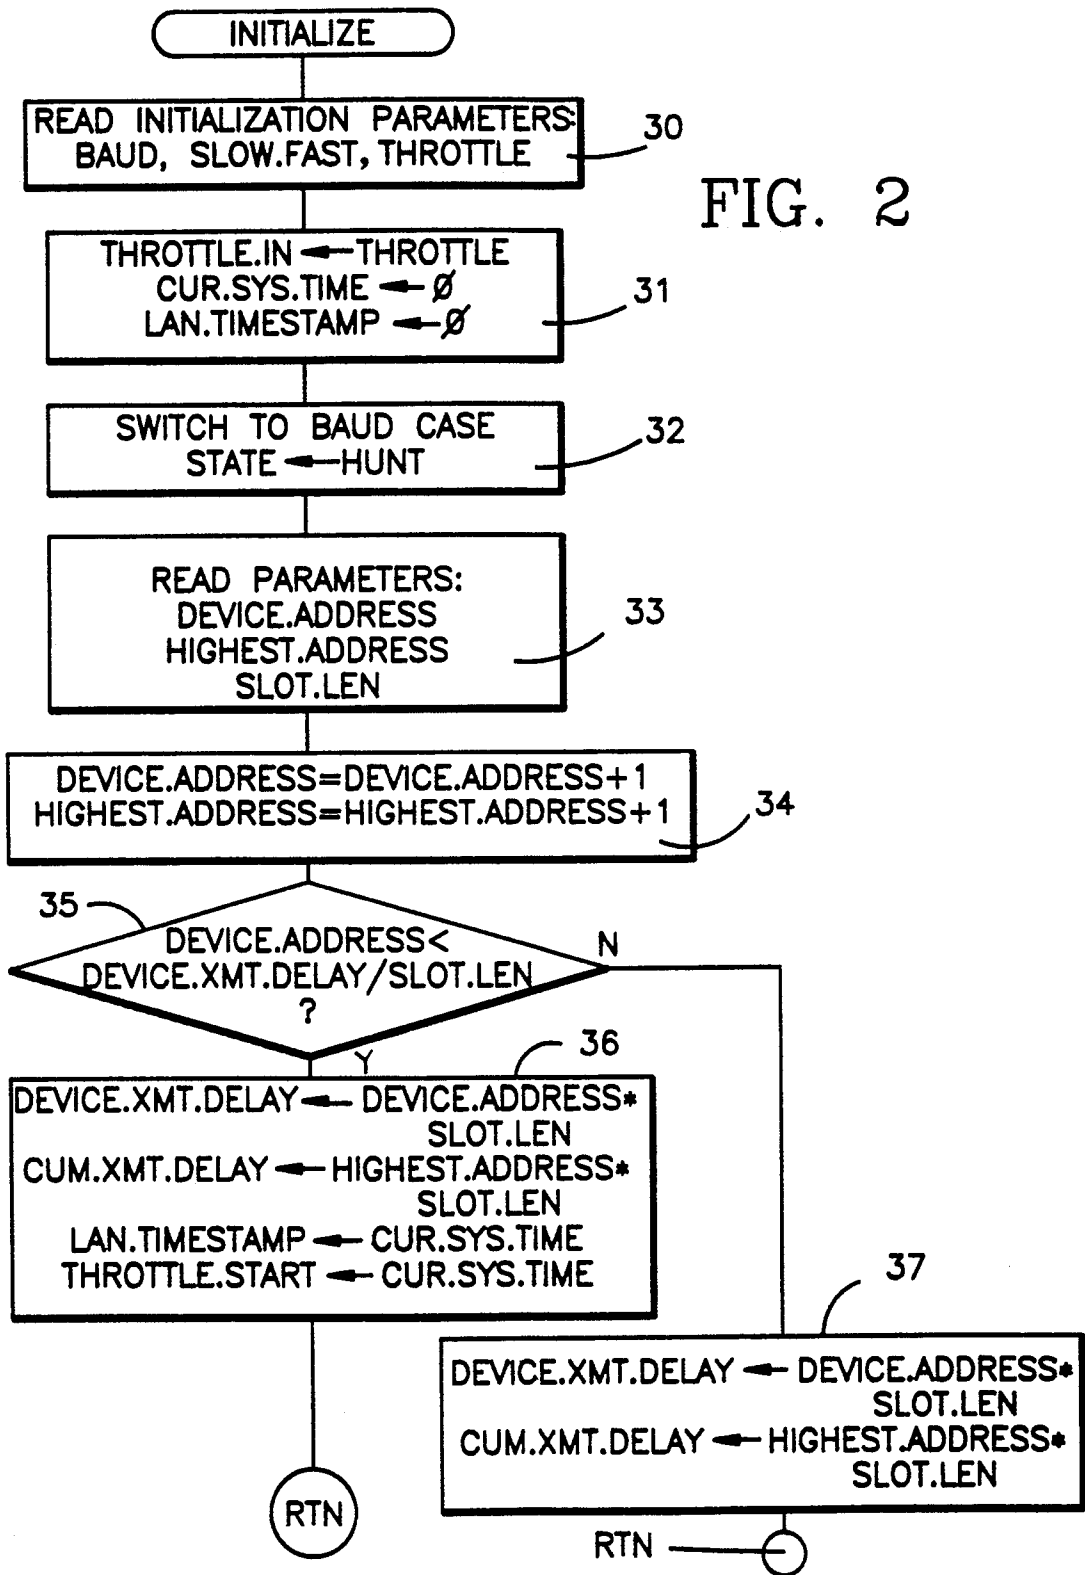 INITIALIZE
READ INITIALIZATION PARAMETERS:
BAUD, SLOW.FAST, THROTTLE
30
FIG. 2
THROTTLE.IN ← THROTTLE
CUR.SYS.TIME ← Ø
LAN.TIMESTAMP ← Ø
31
SWITCH TO BAUD CASE
STATE ← HUNT
32
READ PARAMETERS:
DEVICE.ADDRESS
HIGHEST.ADDRESS
SLOT.LEN
33
DEVICE.ADDRESS=DEVICE.ADDRESS+1
HIGHEST.ADDRESS=HIGHEST.ADDRESS+1
34
35
DEVICE.ADDRESS<
DEVICE.XMT.DELAY/SLOT.LEN
?
N
Y
36
DEVICE.XMT.DELAY ← DEVICE.ADDRESS*
SLOT.LEN
CUM.XMT.DELAY ← HIGHEST.ADDRESS*
SLOT.LEN
LAN.TIMESTAMP ← CUR.SYS.TIME
THROTTLE.START ← CUR.SYS.TIME
37
DEVICE.XMT.DELAY ← DEVICE.ADDRESS*
SLOT.LEN
CUM.XMT.DELAY ← HIGHEST.ADDRESS*
SLOT.LEN
RTN
RTN